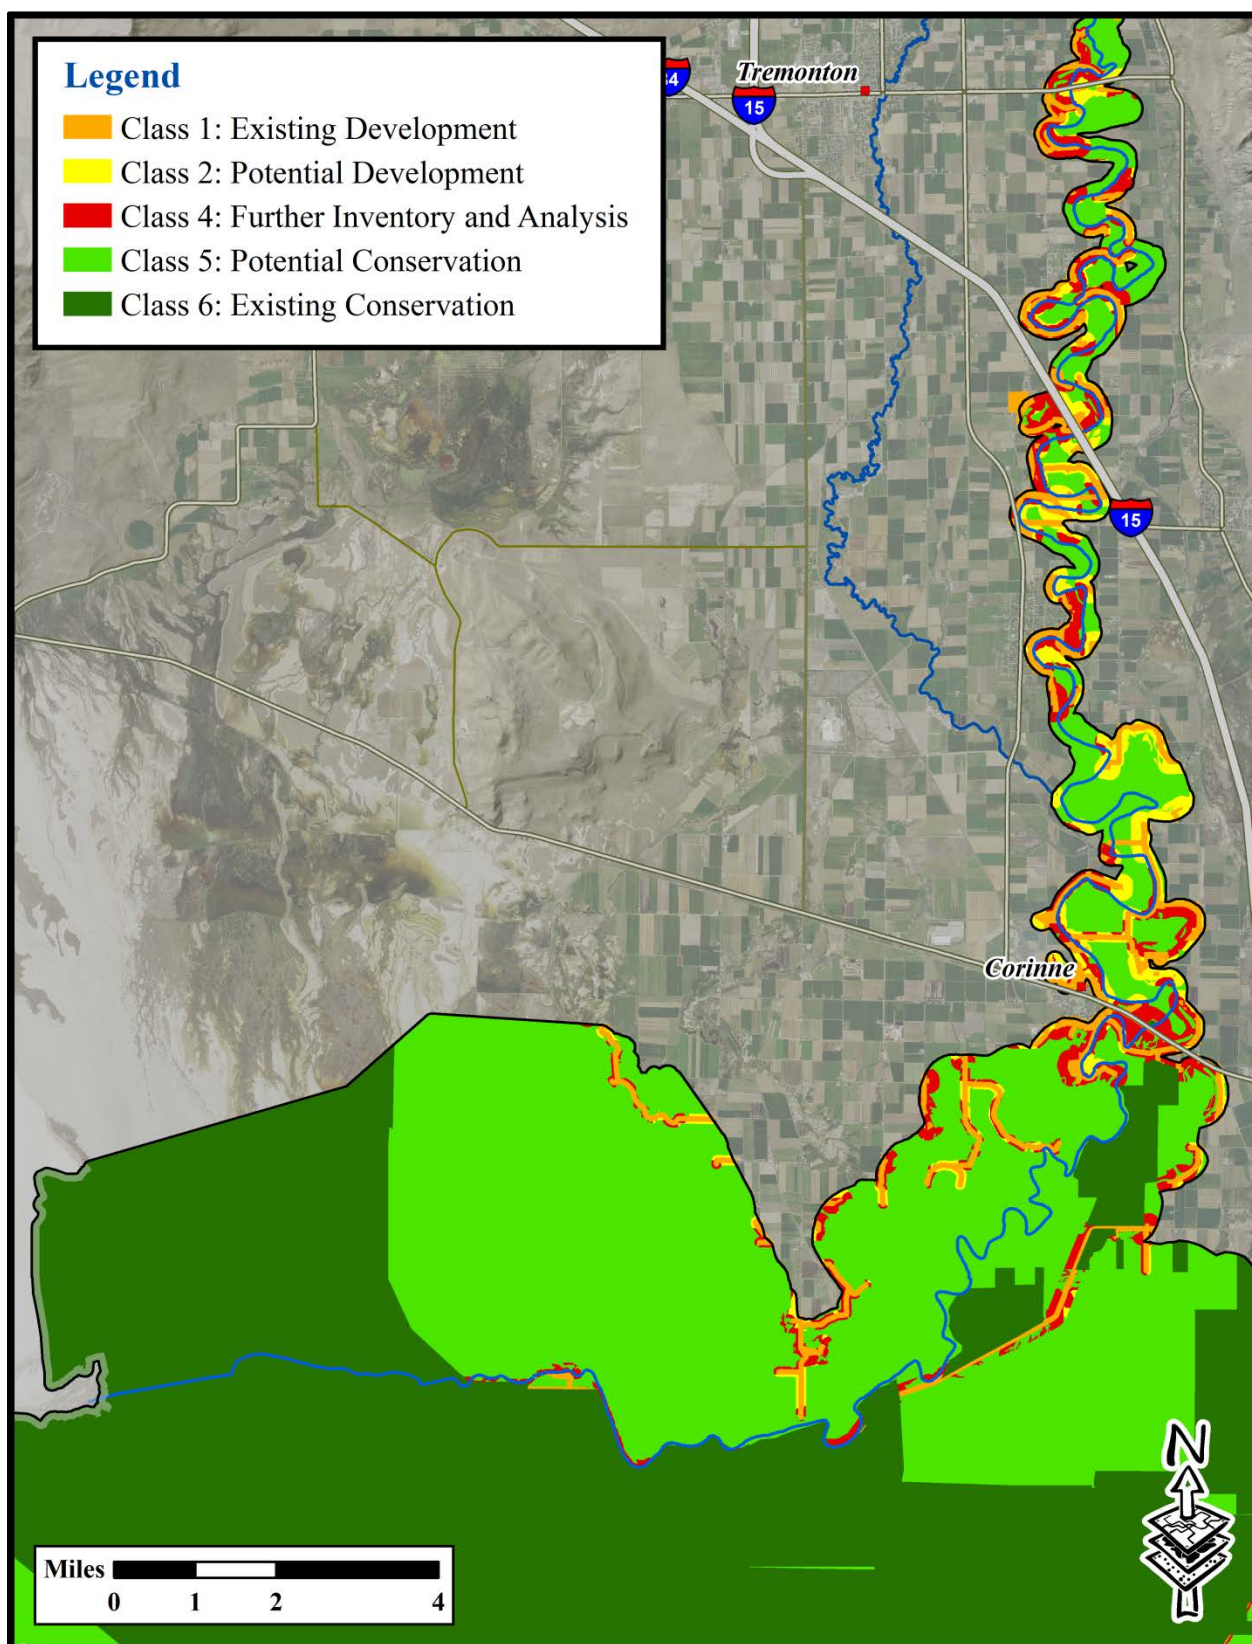 Legend
Class 1: Existing Development
Class 2: Potential Development
Class 4: Further Inventory and Analysis
Class 5: Potential Conservation
Class 6: Existing Conservation
Tremonton
15
15
Corinne
N
Miles
0 1 2 4